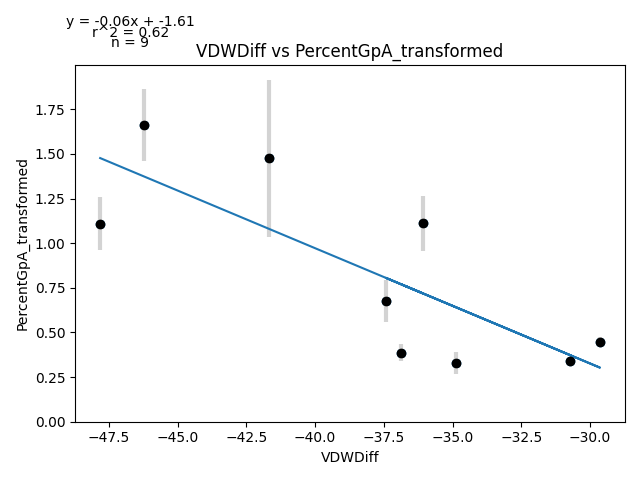 y = -0.06x + -1.61
r^2 = 0.62
n = 9
VDWDiff vs PercentGpA_transformed
PercentGpA_transformed
1.75
1.50
1.25
1.00
0.75
0.50
0.25
0.00
−47.5 −45.0 −42.5 −40.0 −37.5 −35.0 −32.5 −30.0
VDWDiff